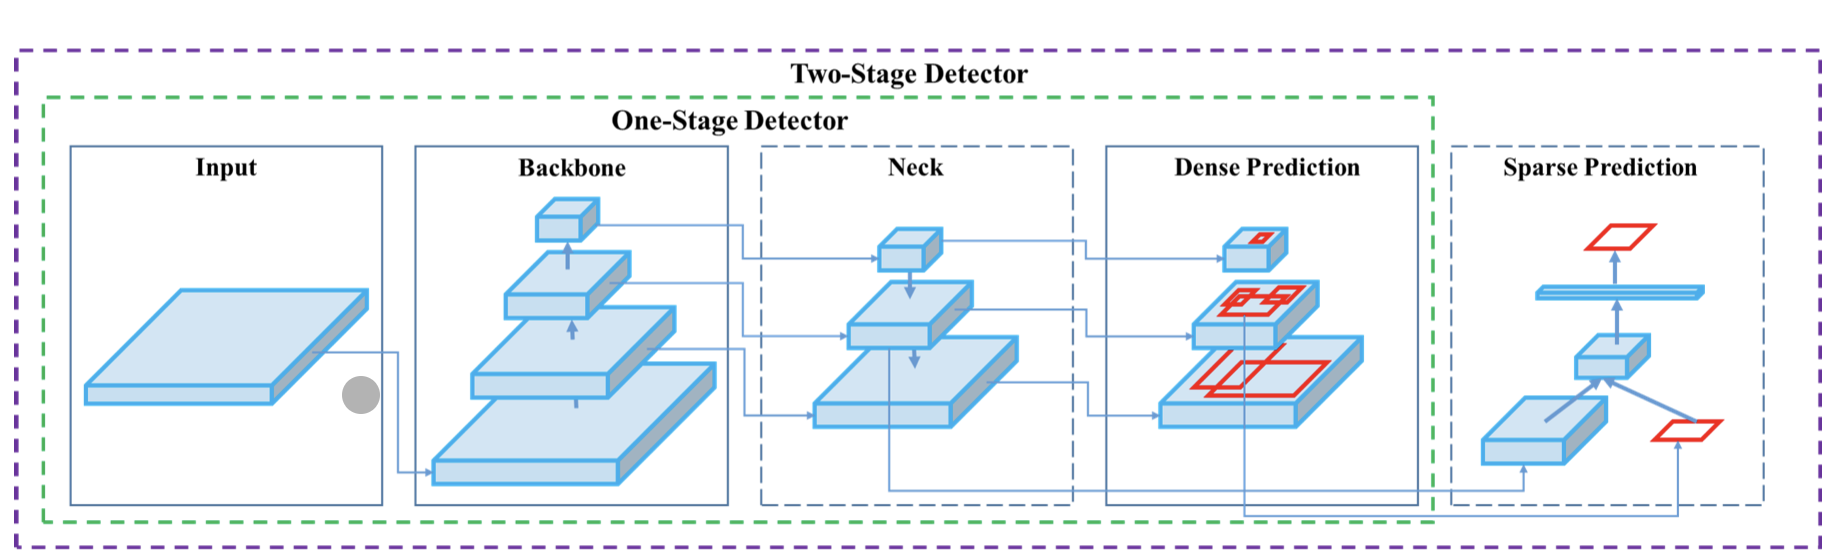 Two-Stage Detector
One-Stage Detector
Input
Backbone
Neck
Dense Prediction
Sparse Prediction